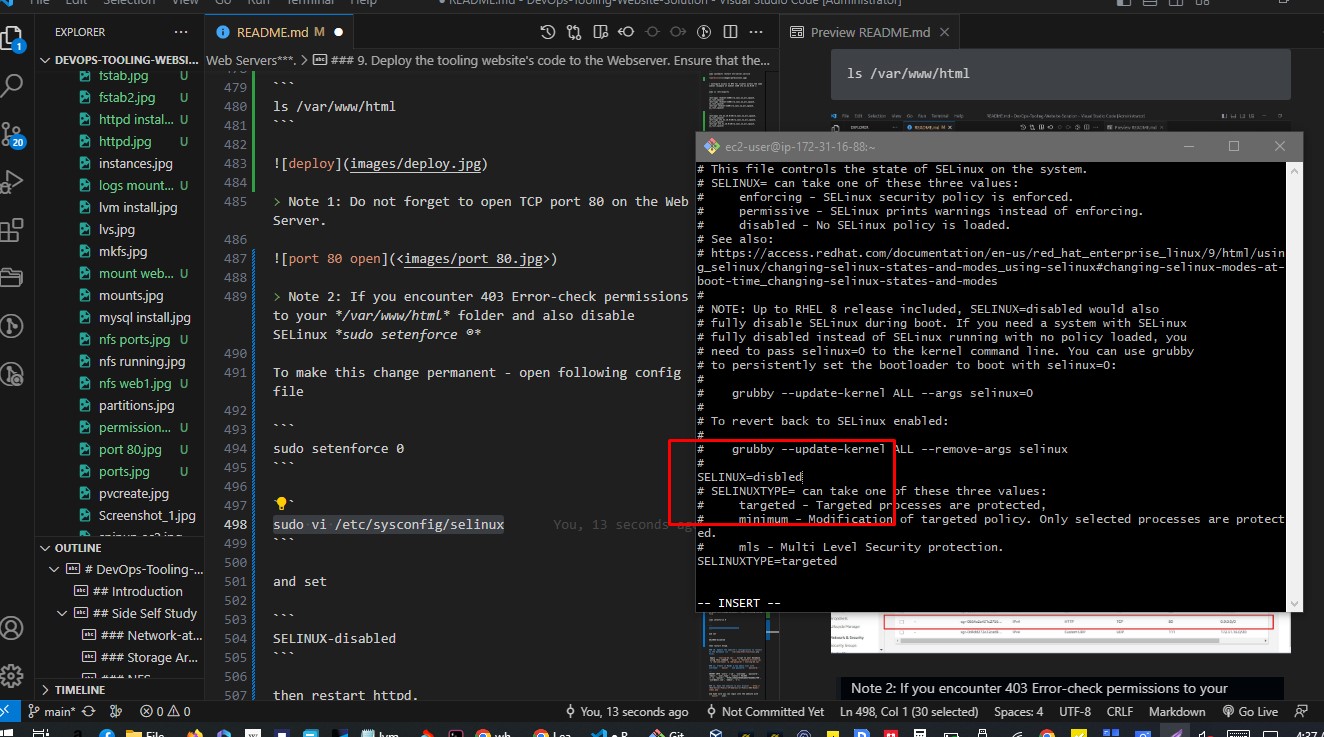 File Edit Selection View Go Run Terminal Help
README.md - DevOps-Tooling-Website-Solution - Visual Studio Code [Administrator]
EXPLORER
DEVOPS-TOOLING-WEBSI...
fstab.jpg U
fstab2.jpg U
httpd instal... U
httpd.jpg U
instances.jpg
logs mount... U
lvm install.jpg
lvs.jpg
mkfs.jpg
mount web... U
mounts.jpg
mysql install.jpg
nfs ports.jpg U
nfs running.jpg
nfs web1.jpg U
partitions.jpg
permission... U
port 80.jpg U
ports.jpg U
pvcreate.jpg
Screenshot_1.jpg
OUTLINE
# DevOps-Tooling-...
## Introduction
## Side Self Study
### Network-at...
### Storage Ar...
### NFS
TIMELINE
1
20
README.md M
Web Servers***. > ### 9. Deploy the tooling website's code to the Webserver. Ensure that the...
479 ```
480 ls /var/www/html
481 ```
482
483 ![deploy](images/deploy.jpg)
484
485 > Note 1: Do not forget to open TCP port 80 on the Web
Server.
486
487 ![port 80 open](<images/port 80.jpg>)
488
489 > Note 2: If you encounter 403 Error-check permissions
to your */var/www/html* folder and also disable
SELinux *sudo setenforce ®*
490
491 To make this change permanent - open following config
file
492
493 ```
494 sudo setenforce 0
495 ```
496
497 ```
498 sudo vi /etc/sysconfig/selinux You, 13 seconds ago
499 ```
500
501 and set
502
503 ```
504 SELINUX-disabled
505 ```
506
507 then restart httpd.
Preview README.md
ls /var/www/html
ec2-user@ip-172-31-16-88:~
# This file controls the state of SELinux on the system.
# SELINUX= can take one of these three values:
# enforcing - SELinux security policy is enforced.
# permissive - SELinux prints warnings instead of enforcing.
# disabled - No SELinux policy is loaded.
# See also:
# https://access.redhat.com/documentation/en-us/red_hat_enterprise_linux/9/html/usin
g_selinux/changing-selinux-states-and-modes_using-selinux#changing-selinux-modes-at-
boot-time_changing-selinux-states-and-modes
#
# NOTE: Up to RHEL 8 release included, SELINUX=disabled would also
# fully disable SELinux during boot. If you need a system with SELinux
# fully disabled instead of SELinux running with no policy loaded, you
# need to pass selinux=0 to the kernel command line. You can use grubby
# to persistently set the bootloader to boot with selinux=0:
#
# grubby --update-kernel ALL --args selinux=0
#
# To revert back to SELinux enabled:
#
# grubby --update-kernel ALL --remove-args selinux
#
SELINUX=disbled
# SELINUXTYPE= can take one of these three values:
# targeted - Targeted processes are protected,
# minimum - Modification of targeted policy. Only selected processes are protect
ed.
# mls - Multi Level Security protection.
SELINUXTYPE=targeted
-- INSERT --
Note 2: If you encounter 403 Error-check permissions to your
main* 0 0 You, 13 seconds ago Not Committed Yet Ln 498, Col 1 (30 selected) Spaces: 4 UTF-8 CRLF Markdown Go Live